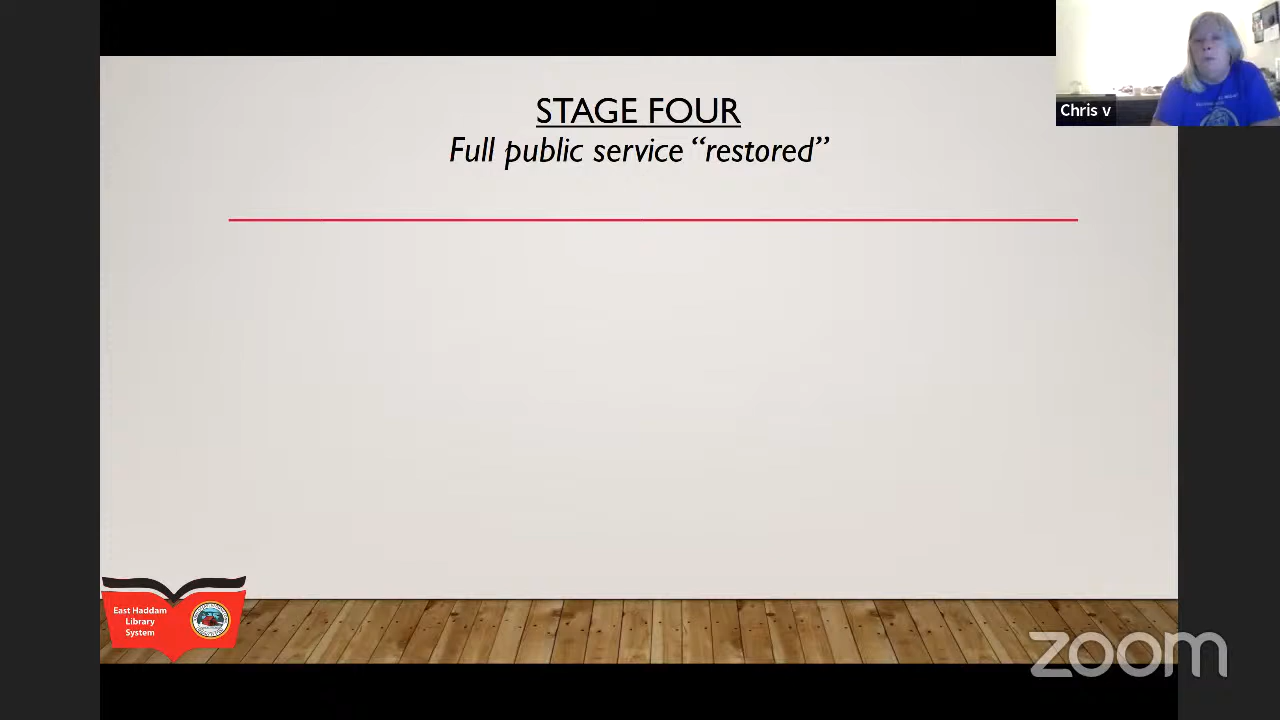 STAGE FOUR
Full public service “restored”
Chris v
East Haddam
Library
System
zoom